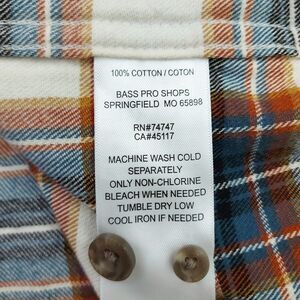 100% COTTON / COTON
BASS PRO SHOPS
SPRINGFIELD MO 65898
RN#74747
CA#45117
MACHINE WASH COLD
SEPARATELY
ONLY NON-CHLORINE
BLEACH WHEN NEEDED
TUMBLE DRY LOW
COOL IRON IF NEEDED